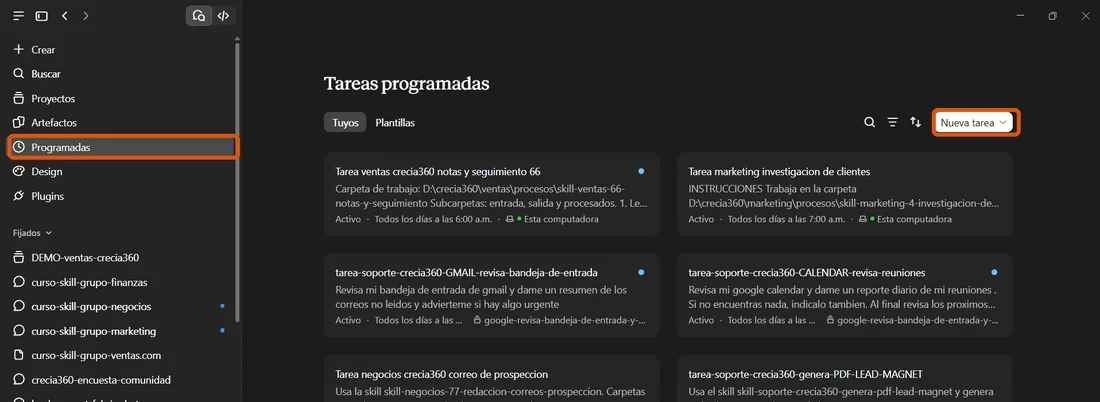 Crear
Buscar
Proyectos
Artefactos
Programadas
Design
Plugins
Fijados
DEMO-ventas-crecia360
curso-skill-grupo-finanzas
curso-skill-grupo-negocios
curso-skill-grupo-marketing
curso-skill-grupo-ventas.com
crecia360-encuesta-comunidad
Tareas programadas
Tuyos
Plantillas
Nueva tarea
Tarea ventas crecia360 notas y seguimiento 66
Carpeta de trabajo: D:\crecia360\ventas\procesos\skill-ventas-66-
notas-y-seguimiento Subcarpetas: entrada, salida y procesados. 1. Le...
Activo · Todos los días a las 6:00 a.m. · Esta computadora
Tarea marketing investigacion de clientes
INSTRUCCIONES Trabaja en la carpeta
D:\crecia360\marketing\procesos\skill-marketing-4-investigacion-de...
Activo · Todos los días a las 7:00 a.m. · Esta computadora
tarea-soporte-crecia360-GMAIL-revisa-bandeja-de-entrada
Revisa mi bandeja de entrada de gmail y dame un resumen de los
correos no leidos y advierteme si hay algo urgente
Activo · Todos los días a las ... google-revisa-bandeja-de-entrada-y-...
tarea-soporte-crecia360-CALENDAR-revisa-reuniones
Revisa mi google calendar y dame un reporte diario de mi reuniones .
Si no encuentras nada, indicalo tambien. Al final revisa los proximos...
Activo · Todos los días a las ... google-revisa-bandeja-de-entrada-y-...
Tarea negocios crecia360 correo de prospeccion
Usa la skill skill-negocios-77-redaccion-correos-prospeccion. Carpetas
tarea-soporte-crecia360-genera-PDF-LEAD-MAGNET
Usa el skill skill-soporte-crecia360-genera-pdf-lead-magnet y genera